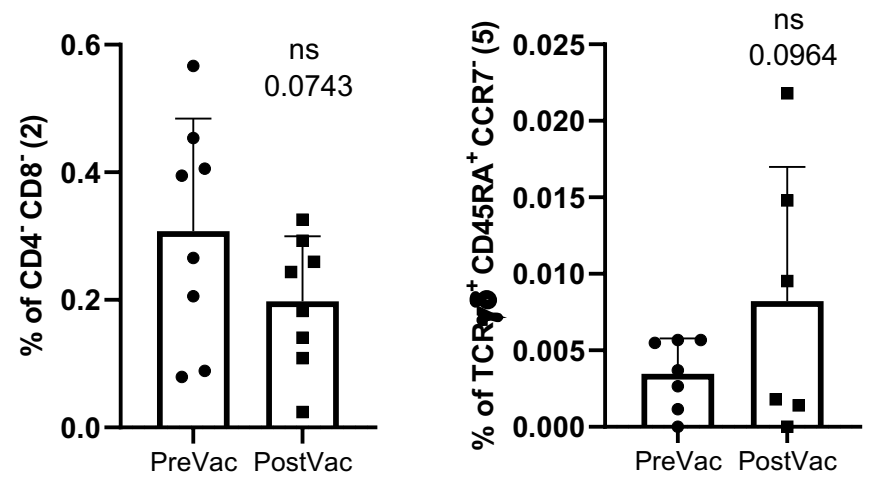 % of CD4⁻ CD8⁻ (2)
0.6
0.4
0.2
0.0
ns
0.0743
PreVac PostVac
% of TCR ⁺ CD45RA⁺ CCR7⁻ (5)
0.025
0.020
0.015
0.010
0.005
0.000
ns
0.0964
PreVac PostVac